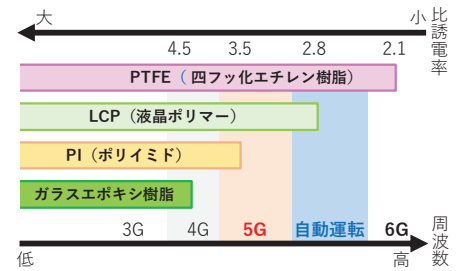 大 小
比誘電率
4.5 3.5 2.8 2.1
PTFE（四フッ化エチレン樹脂）
LCP（液晶ポリマー）
PI（ポリイミド）
ガラスエポキシ樹脂
3G 4G 5G 自動運転 6G
周波数
低 高